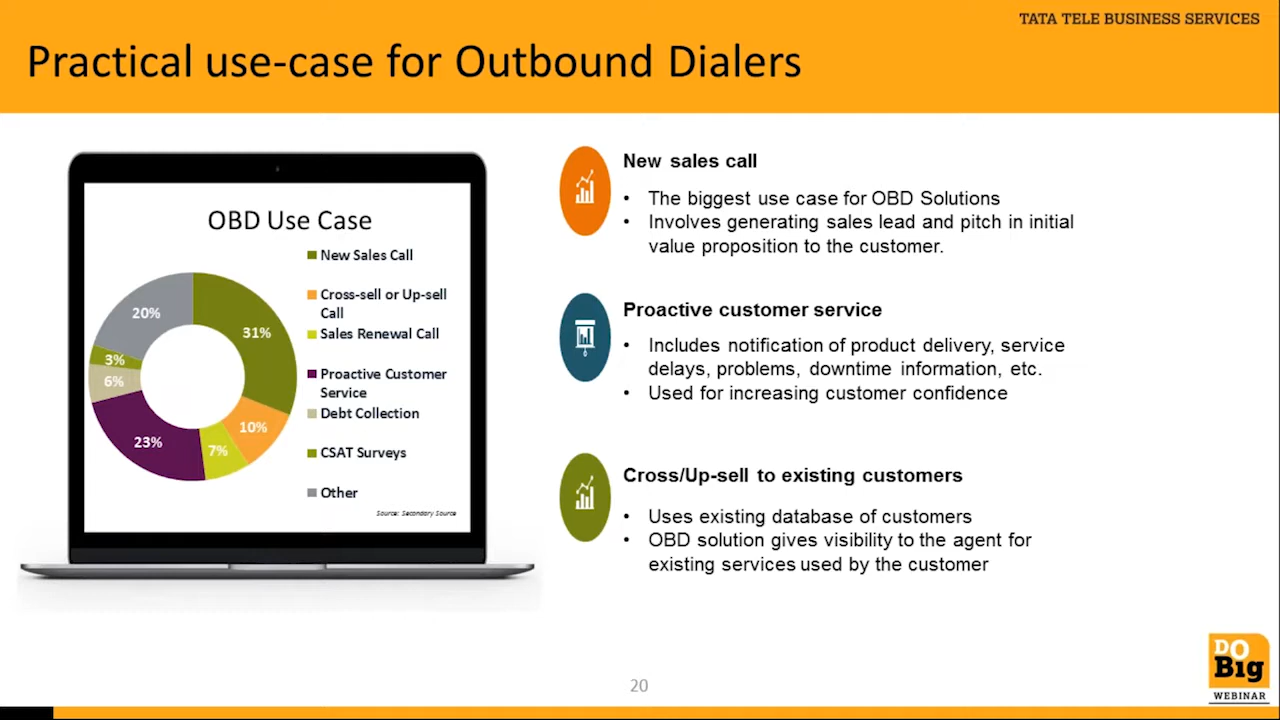 TATA TELE BUSINESS SERVICES
Practical use-case for Outbound Dialers
OBD Use Case
New Sales Call
Cross-sell or Up-sell
Call
Sales Renewal Call
Proactive Customer
Service
Debt Collection
CSAT Surveys
Other
31%
10%
7%
23%
6%
3%
20%
Source: Secondary Source
New sales call
• The biggest use case for OBD Solutions
• Involves generating sales lead and pitch in initial
value proposition to the customer.
Proactive customer service
• Includes notification of product delivery, service
delays, problems, downtime information, etc.
• Used for increasing customer confidence
Cross/Up-sell to existing customers
• Uses existing database of customers
• OBD solution gives visibility to the agent for
existing services used by the customer
20
DO
Big
WEBINAR